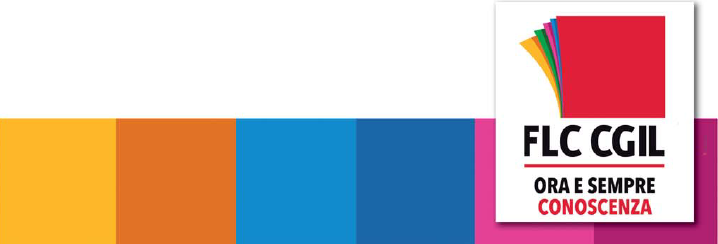 FLC CGIL
ORA E SEMPRE
CONOSCENZA